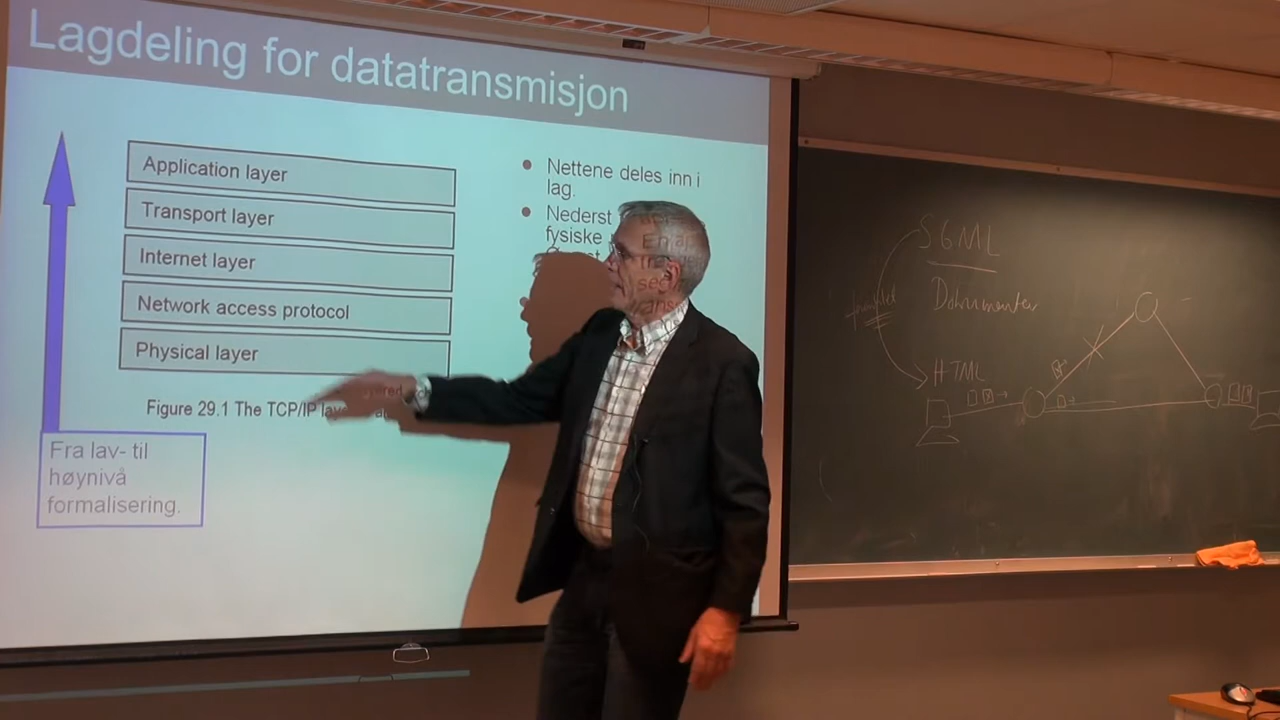 Lagdeling for datatransmisjon
Application layer
Transport layer
Internet layer
Network access protocol
Physical layer
Figure 29.1 The TCP/IP
Fra lav- til
høynivå
formalisering.
Nettene deles inn i
lag.
Nederst
fysiske
SGML
Dokumenter
HTML